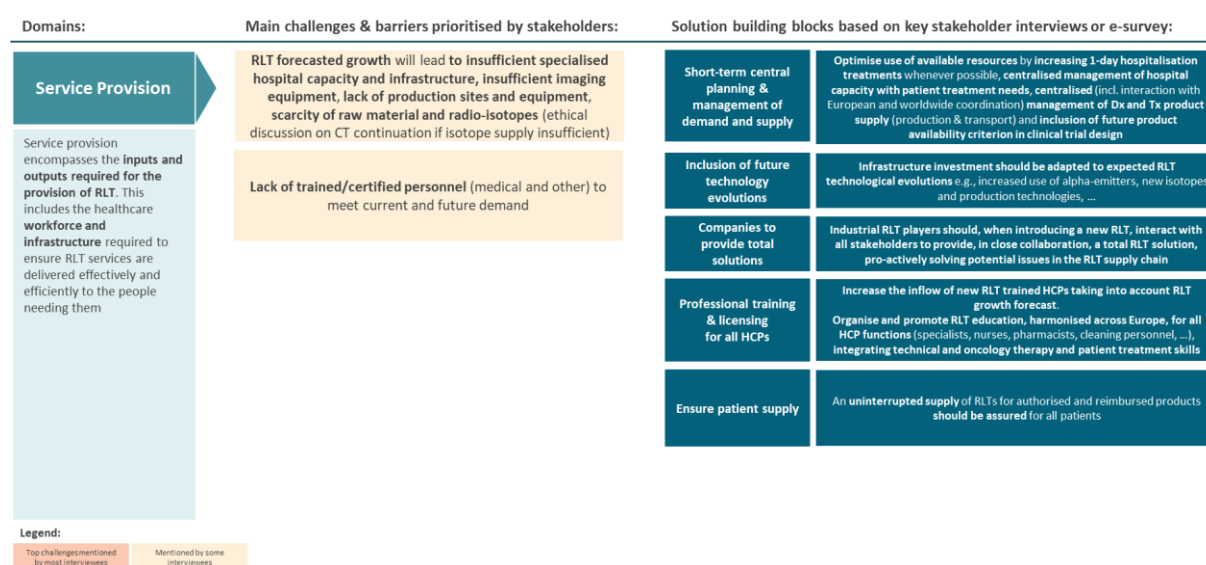 Domains:
Main challenges & barriers prioritised by stakeholders:
Solution building blocks based on key stakeholder interviews or e-survey:
Service Provision
Service provision
encompasses the inputs and
outputs required for the
provision of RLT. This
includes the healthcare
workforce and
infrastructure required to
ensure RLT services are
delivered effectively and
efficiently to the people
needing them
RLT forecasted growth will lead to insufficient specialised
hospital capacity and infrastructure, insufficient imaging
equipment, lack of production sites and equipment,
scarcity of raw material and radio-isotopes (ethical
discussion on CT continuation if isotope supply insufficient)
Lack of trained/certified personnel (medical and other) to
meet current and future demand
Short-term central
planning &
management of
demand and supply
Optimise use of available resources by increasing 1-day hospitalisation
treatments whenever possible, centralised management of hospital
capacity with patient treatment needs, centralised (incl. interaction with
European and worldwide coordination) management of Dx and Tx product
supply (production & transport) and inclusion of future product
availability criterion in clinical trial design
Inclusion of future
technology
evolutions
Infrastructure investment should be adapted to expected RLT
technological evolutions e.g., increased use of alpha-emitters, new isotopes
and production technologies, ...
Companies to
provide total
solutions
Industrial RLT players should, when introducing a new RLT, interact with
all stakeholders to provide, in close collaboration, a total RLT solution,
pro-actively solving potential issues in the RLT supply chain
Professional training
& licensing
for all HCPs
Increase the inflow of new RLT trained HCPs taking into account RLT
growth forecast.
Organise and promote RLT education, harmonised across Europe, for all
HCP functions (specialists, nurses, pharmacists, cleaning personnel, ...),
integrating technical and oncology therapy and patient treatment skills
Ensure patient supply
An uninterrupted supply of RLTs for authorised and reimbursed products
should be assured for all patients
Legend:
Top challenges mentioned
by most interviewees
Mentioned by some
interviewees